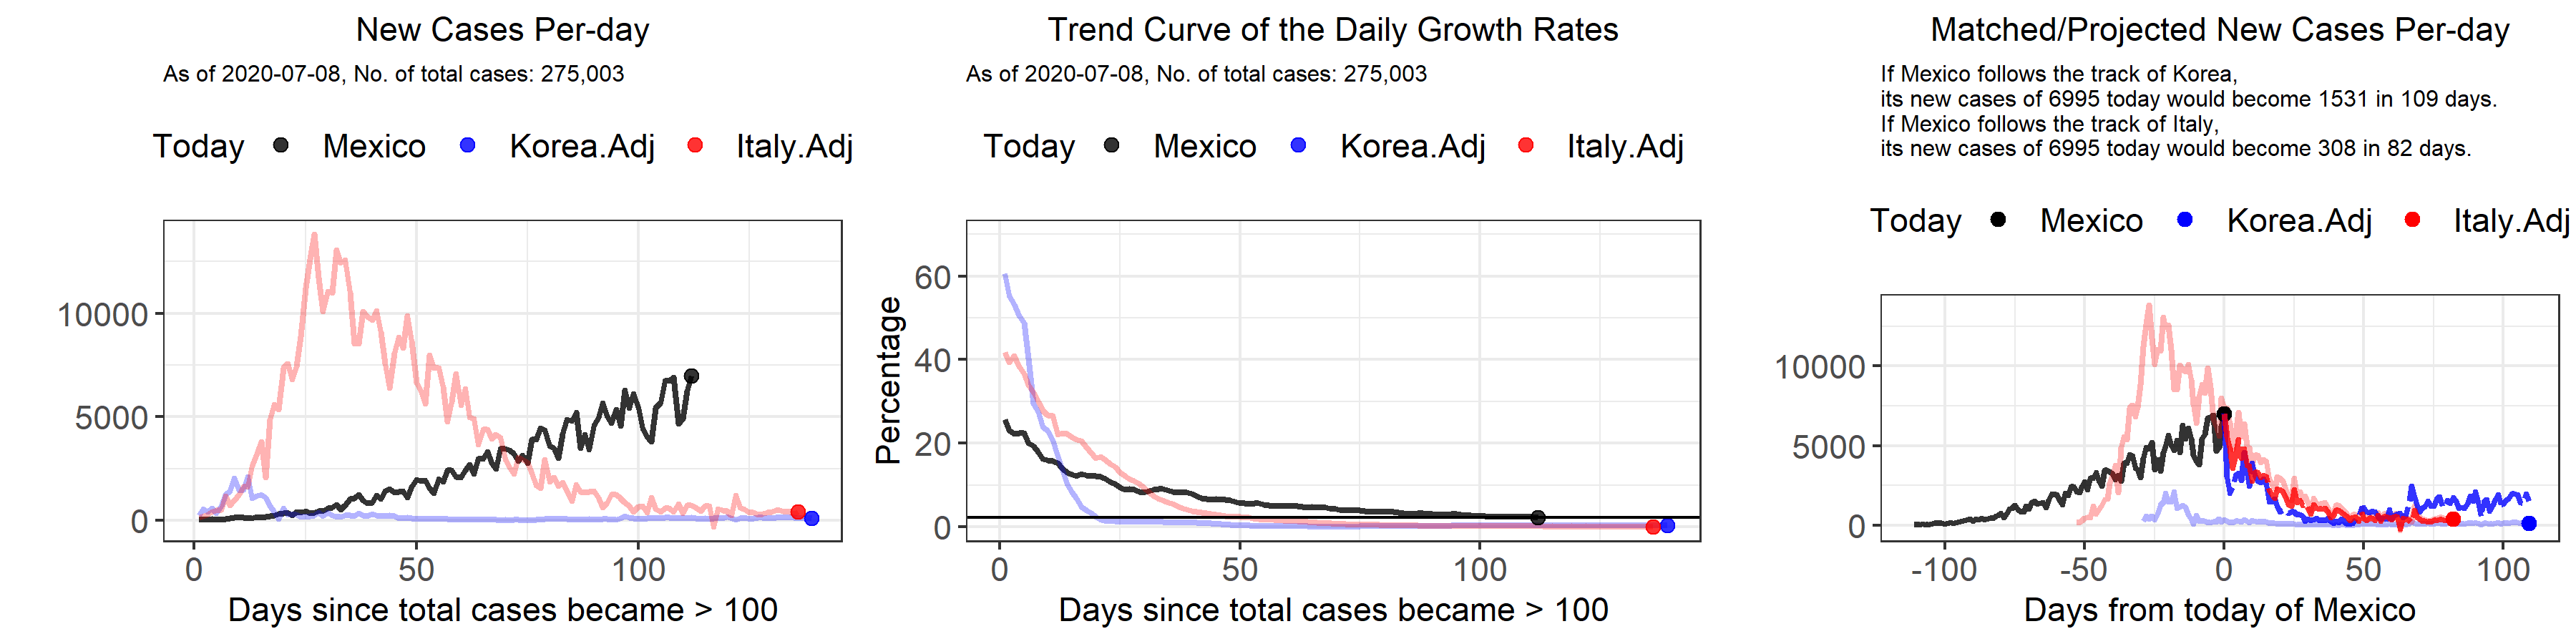 New Cases Per-day
As of 2020-07-08, No. of total cases: 275,003
Today Mexico Korea.Adj Italy.Adj
10000
5000
0
0 50 100
Days since total cases became > 100
Trend Curve of the Daily Growth Rates
As of 2020-07-08, No. of total cases: 275,003
Today Mexico Korea.Adj Italy.Adj
Percentage
60
40
20
0
0 50 100
Days since total cases became > 100
Matched/Projected New Cases Per-day
If Mexico follows the track of Korea,
its new cases of 6995 today would become 1531 in 109 days.
If Mexico follows the track of Italy,
its new cases of 6995 today would become 308 in 82 days.
Today Mexico Korea.Adj Italy.Adj
10000
5000
0
-100 -50 0 50 100
Days from today of Mexico